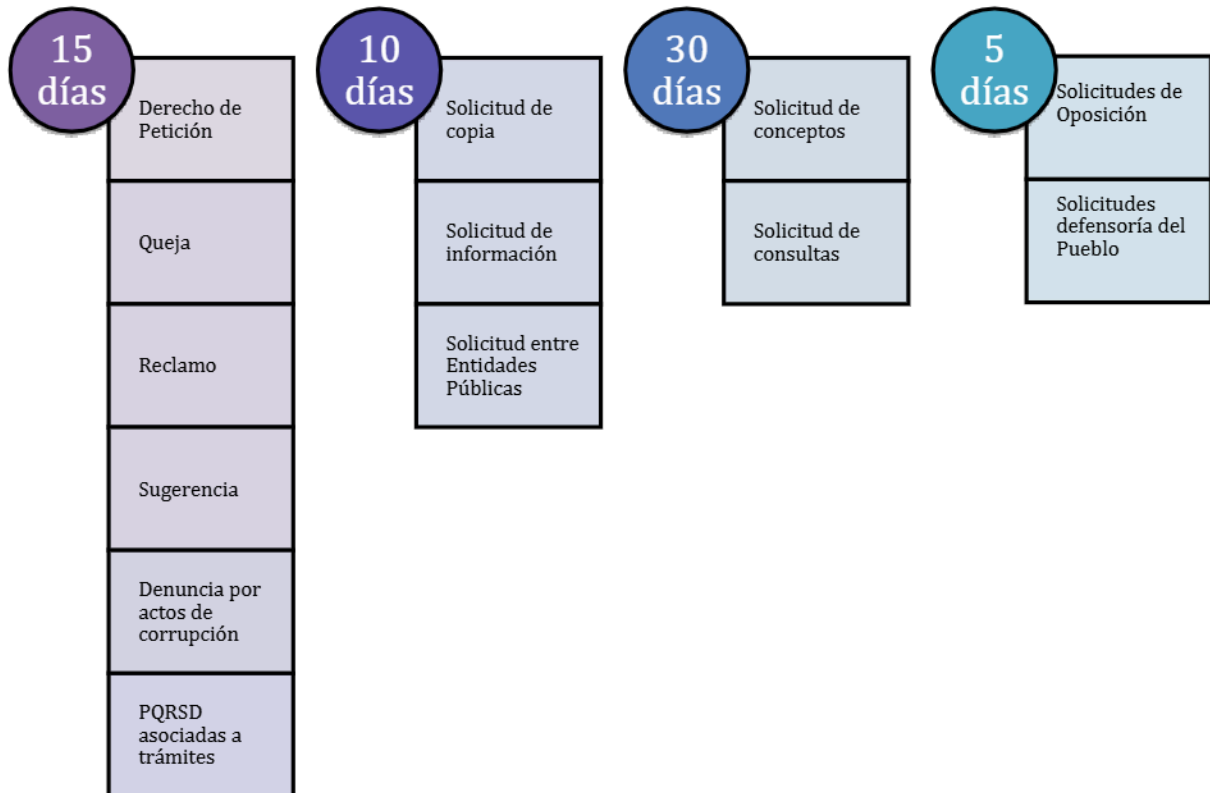 15
días
Derecho de
Petición
Queja
Reclamo
Sugerencia
Denuncia por
actos de
corrupción
PQRSD
asociadas a
trámites
10
días
Solicitud de
copia
Solicitud de
información
Solicitud entre
Entidades
Públicas
30
días
Solicitud de
conceptos
Solicitud de
consultas
5
días
Solicitudes de
Oposición
Solicitudes
defensoría del
Pueblo